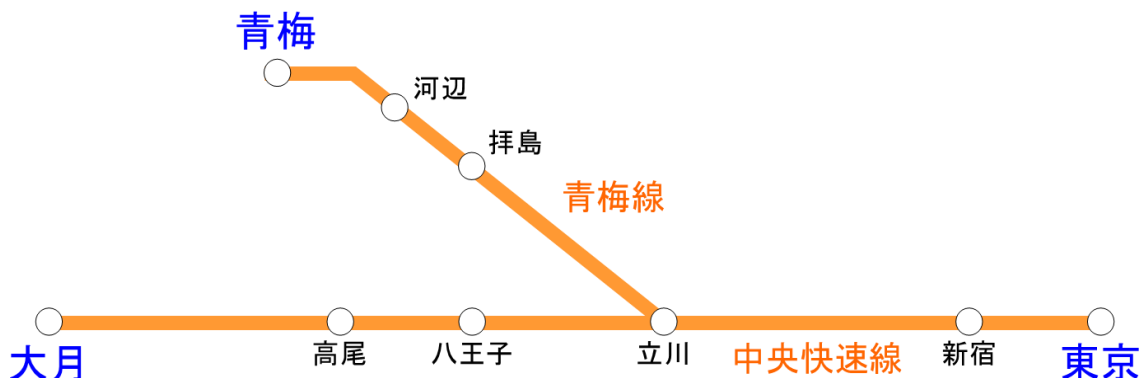 青梅
河辺
拝島
青梅線
大月
高尾
八王子
立川
中央快速線
新宿
東京